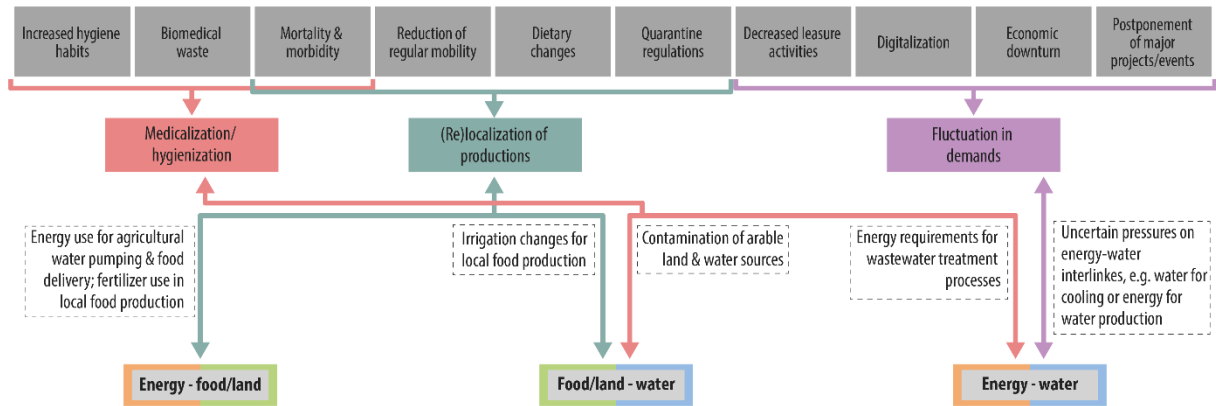 Increased hygiene
habits
Biomedical
waste
Mortality &
morbidity
Reduction of
regular mobility
Dietary
changes
Quarantine
regulations
Decreased leasure
activities
Digitalization
Economic
downturn
Postponement
of major
projects/events
Medicalization/
hygienization
(Re)localization of
productions
Fluctuation in
demands
Energy use for agricultural
water pumping & food
delivery; fertilizer use in
local food production
Irrigation changes for
local food production
Contamination of arable
land & water sources
Energy requirements for
wastewater treatment
processes
Uncertain pressures on
energy-water
interlinkes, e.g. water for
cooling or energy for
water production
Energy - food/land
Food/land - water
Energy - water